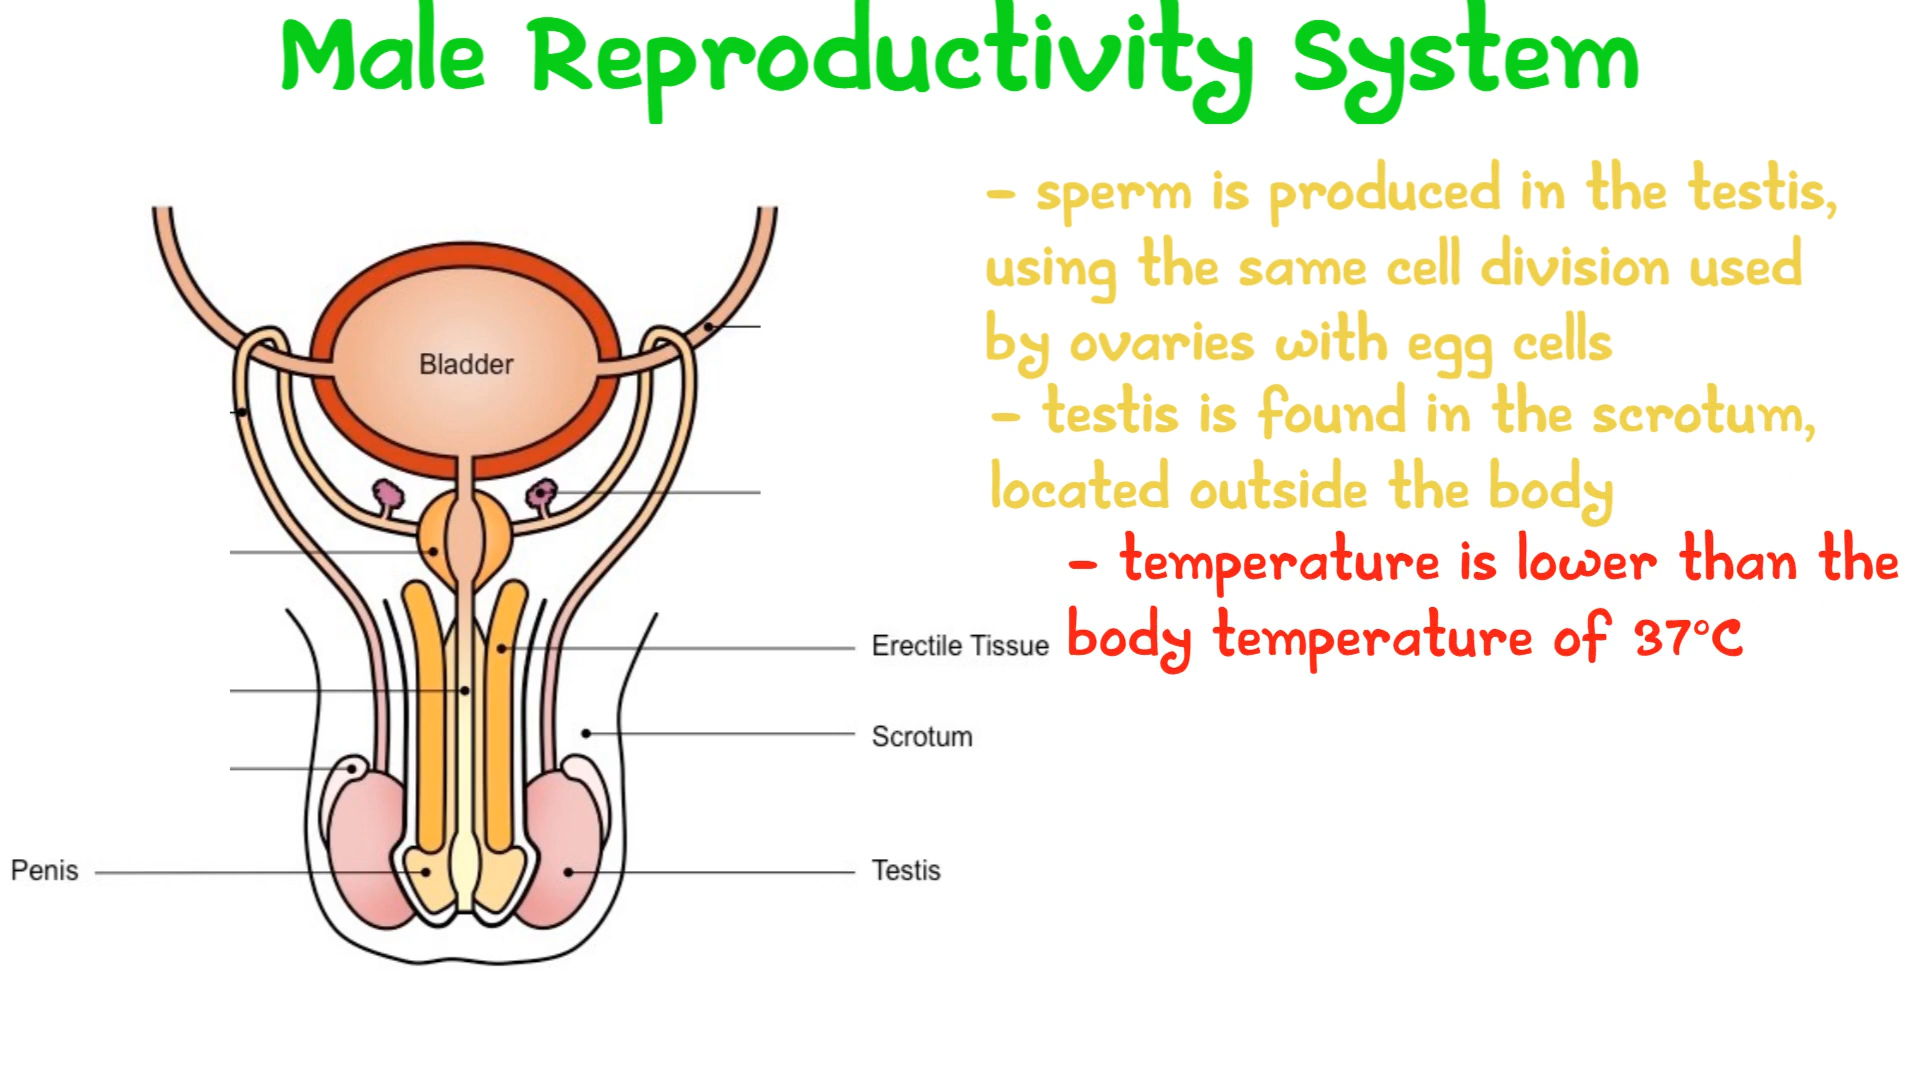 Male Reproductivity System
- sperm is produced in the testis,
using the same cell division used
by ovaries with egg cells
- testis is found in the scrotum,
located outside the body
- temperature is lower than the
body temperature of 37°C
Bladder
Erectile Tissue
Scrotum
Penis
Testis